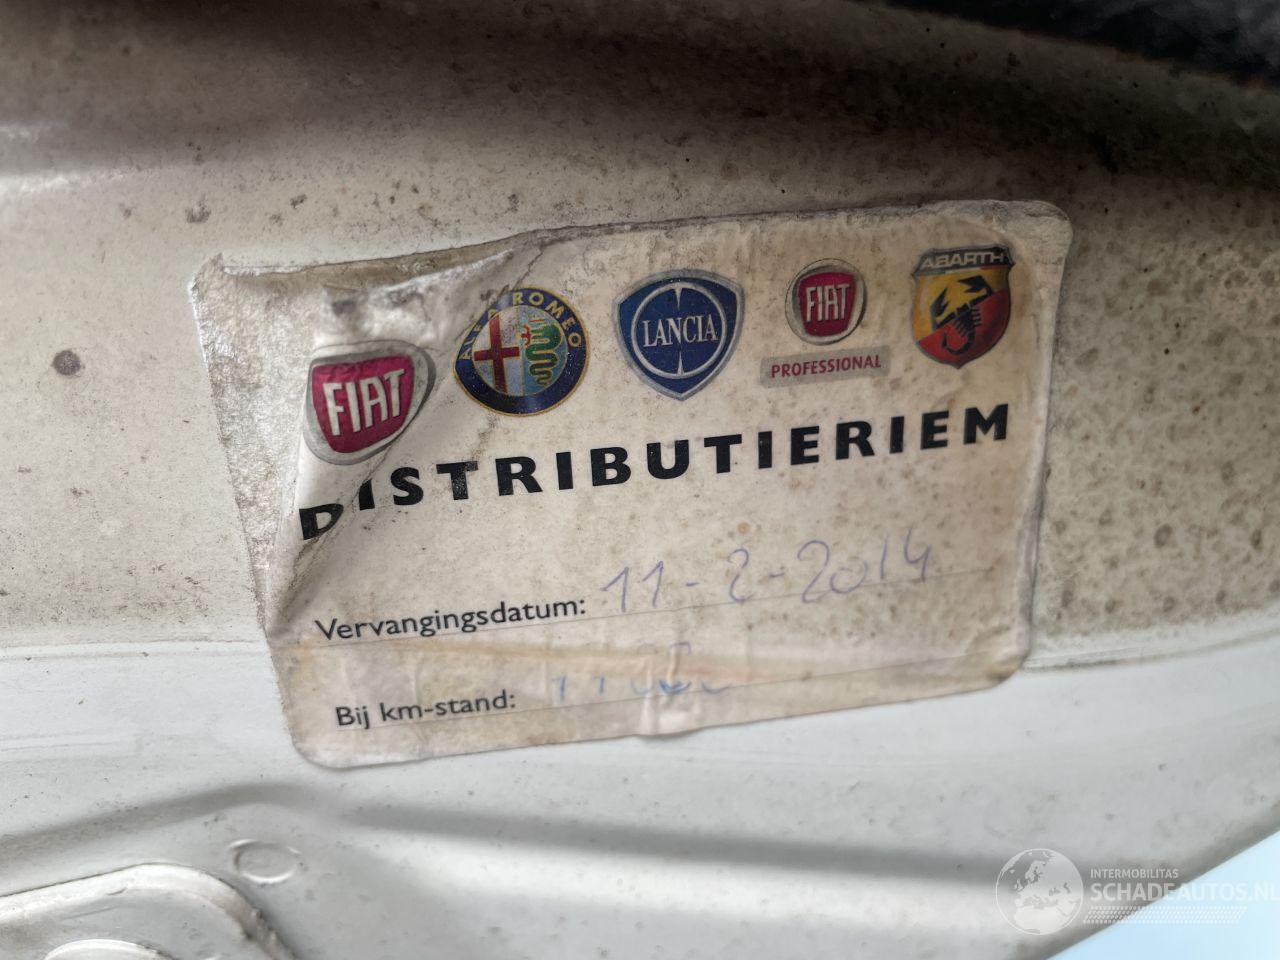 FIAT
ALFA ROMEO
LANCIA
FIAT
PROFESSIONAL
ABARTH
DISTRIBUTIERIEM
Vervangingsdatum: 11-2-2014
Bij km-stand:
INTERMOBILITAS
SCHADEAUTOS.NL